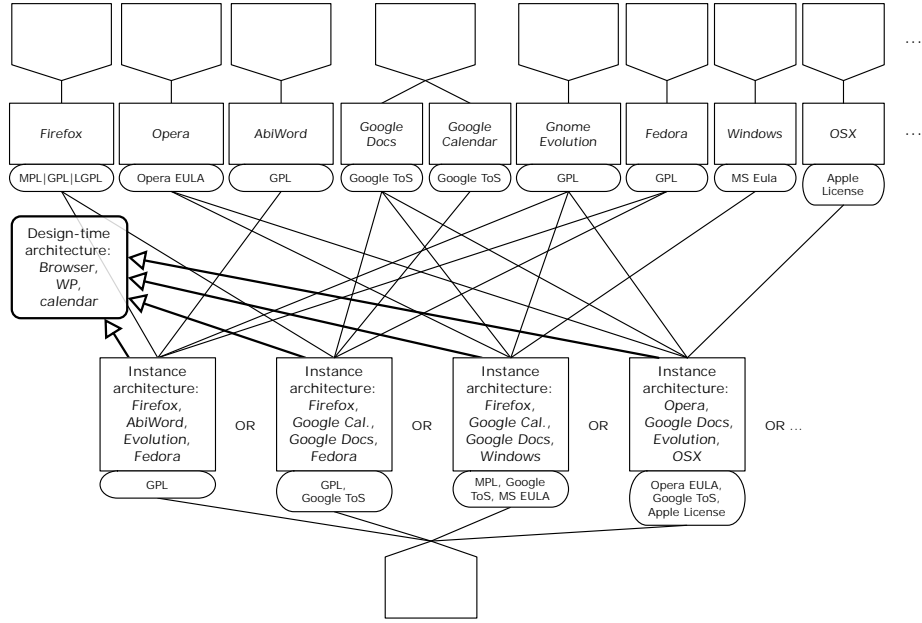 ...
Firefox
Opera
AbiWord
Google
Docs
Google
Calendar
Gnome
Evolution
Fedora
Windows
OSX
...
MPL|GPL|LGPL
Opera EULA
GPL
Google ToS
Google ToS
GPL
GPL
MS Eula
Apple
License
Design-time
architecture:
Browser,
WP,
calendar
Instance
architecture:
Firefox,
AbiWord,
Evolution,
Fedora
OR
Instance
architecture:
Firefox,
Google Cal.,
Google Docs,
Fedora
OR
Instance
architecture:
Firefox,
Google Cal.,
Google Docs,
Windows
OR
Instance
architecture:
Opera,
Google Docs,
Evolution,
OSX
OR ...
GPL
GPL,
Google ToS
MPL, Google
ToS, MS EULA
Opera EULA,
Google ToS,
Apple License